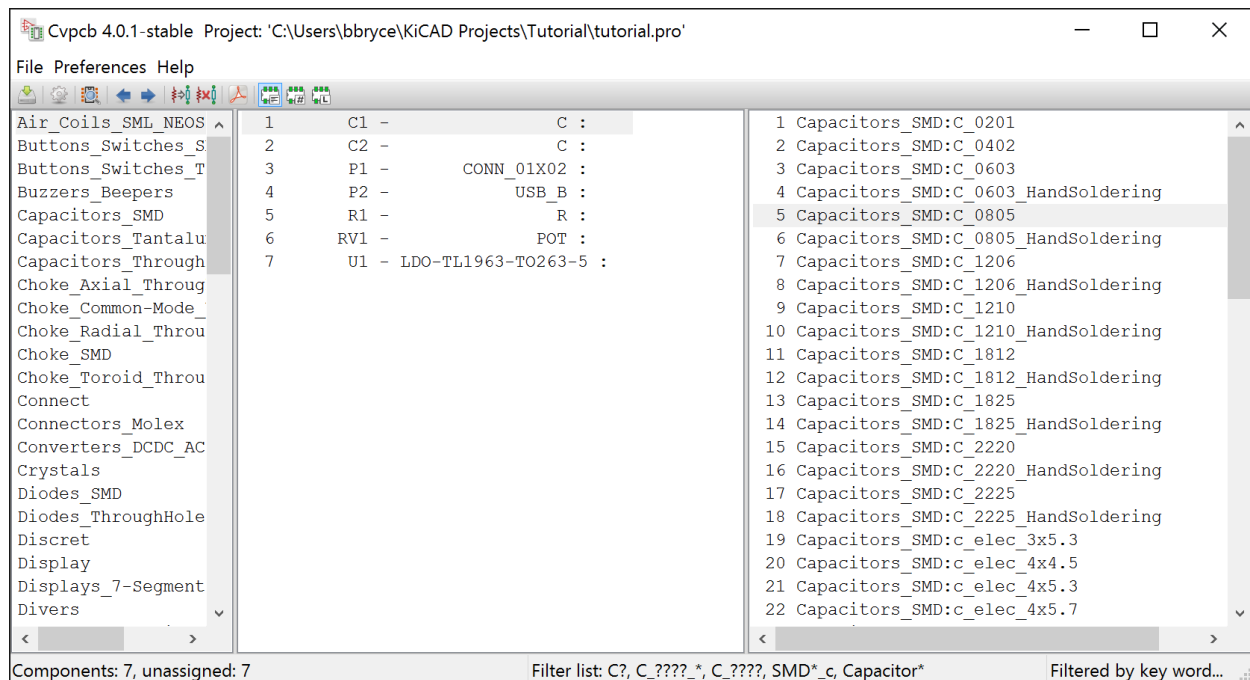 Cvpcb 4.0.1-stable Project: 'C:\Users\bbryce\KiCAD Projects\Tutorial\tutorial.pro'
File Preferences Help
Air_Coils_SML_NEOS
Buttons_Switches_S
Buttons_Switches_T
Buzzers_Beepers
Capacitors_SMD
Capacitors_Tantalu
Capacitors_Through
Choke_Axial_Throug
Choke_Common-Mode_
Choke_Radial_Throu
Choke_SMD
Choke_Toroid_Throu
Connect
Connectors_Molex
Converters_DCDC_AC
Crystals
Diodes_SMD
Diodes_ThroughHole
Discret
Display
Displays_7-Segment
Divers
1 C1 - C :
2 C2 - C :
3 P1 - CONN_01X02 :
4 P2 - USB_B :
5 R1 - R :
6 RV1 - POT :
7 U1 - LDO-TL1963-TO263-5 :
1 Capacitors_SMD:C_0201
2 Capacitors_SMD:C_0402
3 Capacitors_SMD:C_0603
4 Capacitors_SMD:C_0603_HandSoldering
5 Capacitors_SMD:C_0805
6 Capacitors_SMD:C_0805_HandSoldering
7 Capacitors_SMD:C_1206
8 Capacitors_SMD:C_1206_HandSoldering
9 Capacitors_SMD:C_1210
10 Capacitors_SMD:C_1210_HandSoldering
11 Capacitors_SMD:C_1812
12 Capacitors_SMD:C_1812_HandSoldering
13 Capacitors_SMD:C_1825
14 Capacitors_SMD:C_1825_HandSoldering
15 Capacitors_SMD:C_2220
16 Capacitors_SMD:C_2220_HandSoldering
17 Capacitors_SMD:C_2225
18 Capacitors_SMD:C_2225_HandSoldering
19 Capacitors_SMD:c_elec_3x5.3
20 Capacitors_SMD:c_elec_4x4.5
21 Capacitors_SMD:c_elec_4x5.3
22 Capacitors_SMD:c_elec_4x5.7
Components: 7, unassigned: 7
Filter list: C?, C_????_*, C_????, SMD*_c, Capacitor*
Filtered by key word...